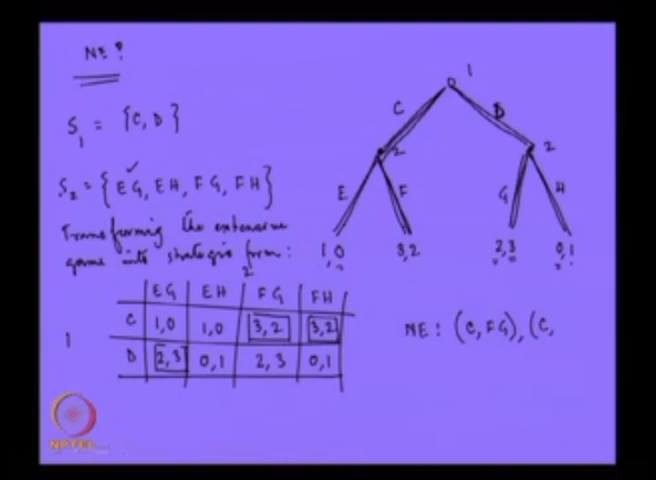 NE?
S1 = {C, D}
S2 = {EG, EH, FG, FH}
Transforming the extensive
game into strategic form:
2
EG EH FG FH
1 C 1,0 1,0 3,2 3,2
D 2,3 0,1 2,3 0,1
1
C D
2 2
E F G H
1,0 3,2 2,3 0,1
NE: (C, FG), (C,
NPTEL